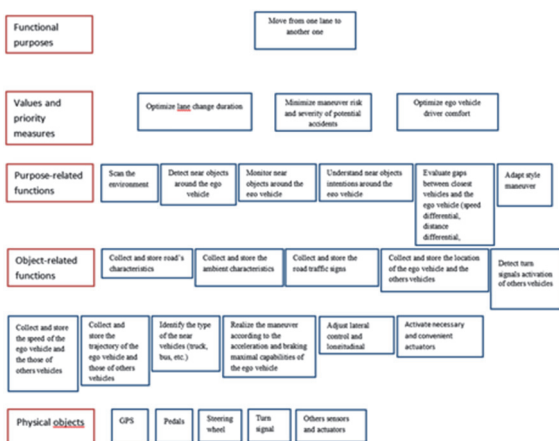 Functional
purposes
Move from one lane to
another one
Values and
priority
measures
Optimize lane change duration
Minimize maneuver risk
and severity of potential
accidents
Optimize ego vehicle
driver comfort
Purpose-related
functions
Scan the
environment
Detect near objects
around the ego
vehicle
Monitor near
objects around the
ego vehicle
Understand near objects
intentions around the
ego vehicle
Evaluate gaps
between closest
vehicles and the
ego vehicle (speed
differential,
distance
differential,
Adapt style
maneuver
Object-related
functions
Collect and store road's
characteristics
Collect and store the
ambient characteristics
Collect and store the
road traffic signs
Collect and store the location
of the ego vehicle and the
others vehicles
Detect turn
signals activation
of others vehicles
Collect and store
the speed of the
ego vehicle and
the those of
others vehicles
Collect and
store the
trajectory of the
ego vehicle and
those of others
vehicles
Identify the type
of the near
vehicles (truck,
bus, etc.)
Realize the maneuver
according to the
acceleration and braking
maximal capabilities of
the ego vehicle
Adjust lateral
control and
longitudinal
Activate necessary
and convenient
actuators
Physical objects
GPS
Pedals
Steering
wheel
Turn
signal
Others sensors
and actuators